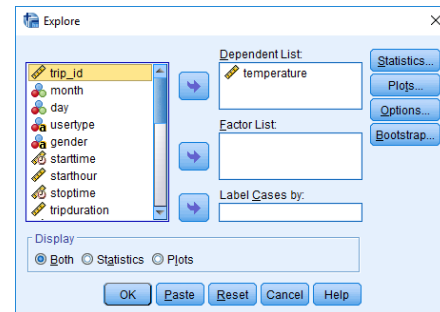 Explore
trip_id
month
day
usertype
gender
starttime
starthour
stoptime
tripduration
Dependent List:
temperature
Factor List:
Label Cases by:
Statistics...
Plots...
Options...
Bootstrap...
Display
Both Statistics Plots
OK Paste Reset Cancel Help